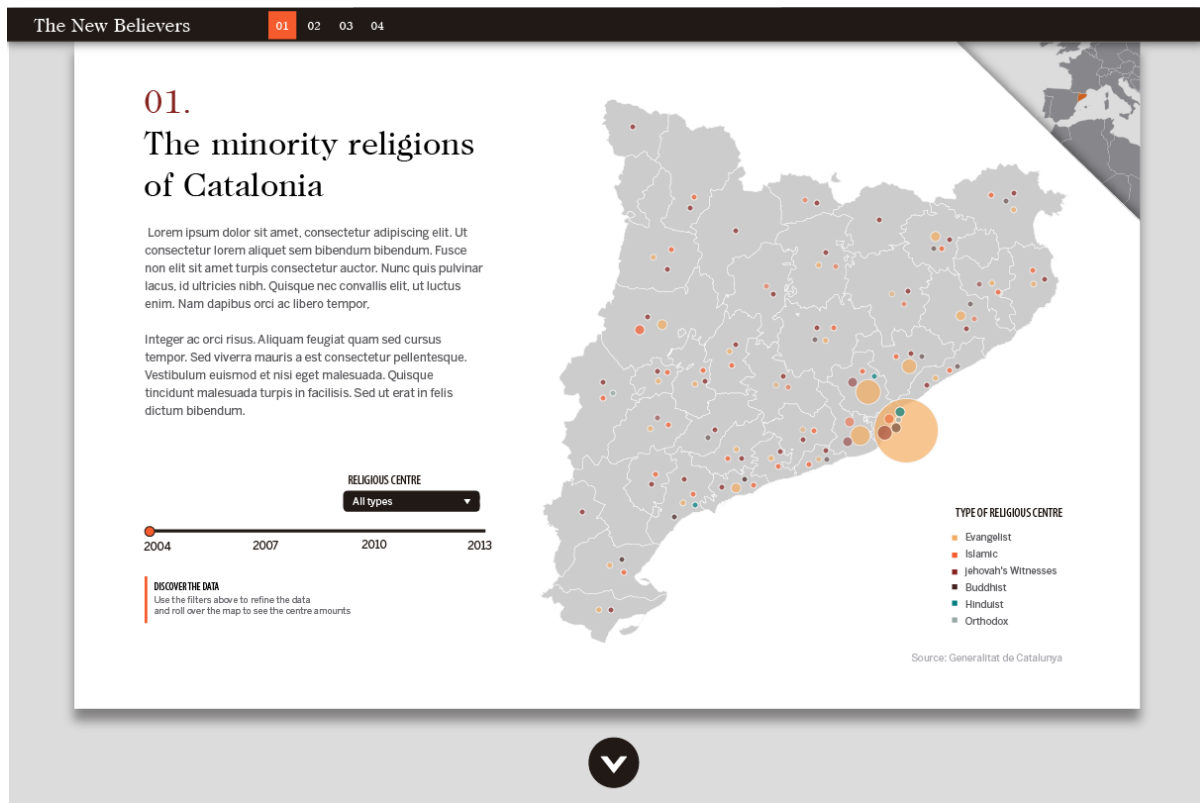 The New Believers
01 02 03 04
01.
The minority religions
of Catalonia
Lorem ipsum dolor sit amet, consectetur adipiscing elit. Ut
consectetur lorem aliquet sem bibendum bibendum. Fusce
non elit sit amet turpis consectetur auctor. Nunc quis pulvinar
lacus, id ultricies nibh. Quisque nec convallis elit, ut luctus
enim. Nam dapibus orci ac libero tempor.
Integer ac orci risus. Aliquam feugiat quam sed cursus
tempor. Sed viverra mauris a est consectetur pellentesque.
Vestibulum euismod et nisi eget malesuada. Quisque
tincidunt malesuada turpis in facilisis. Sed ut erat in felis
dictum bibendum.
RELIGIOUS CENTRE
All types
2004 2007 2010 2013
DISCOVER THE DATA
Use the filters above to refine the data
and roll over the map to see the centre amounts
TYPE OF RELIGIOUS CENTRE
Evangelist
Islamic
jehovah's Witnesses
Buddhist
Hinduist
Orthodox
Source: Generalitat de Catalunya